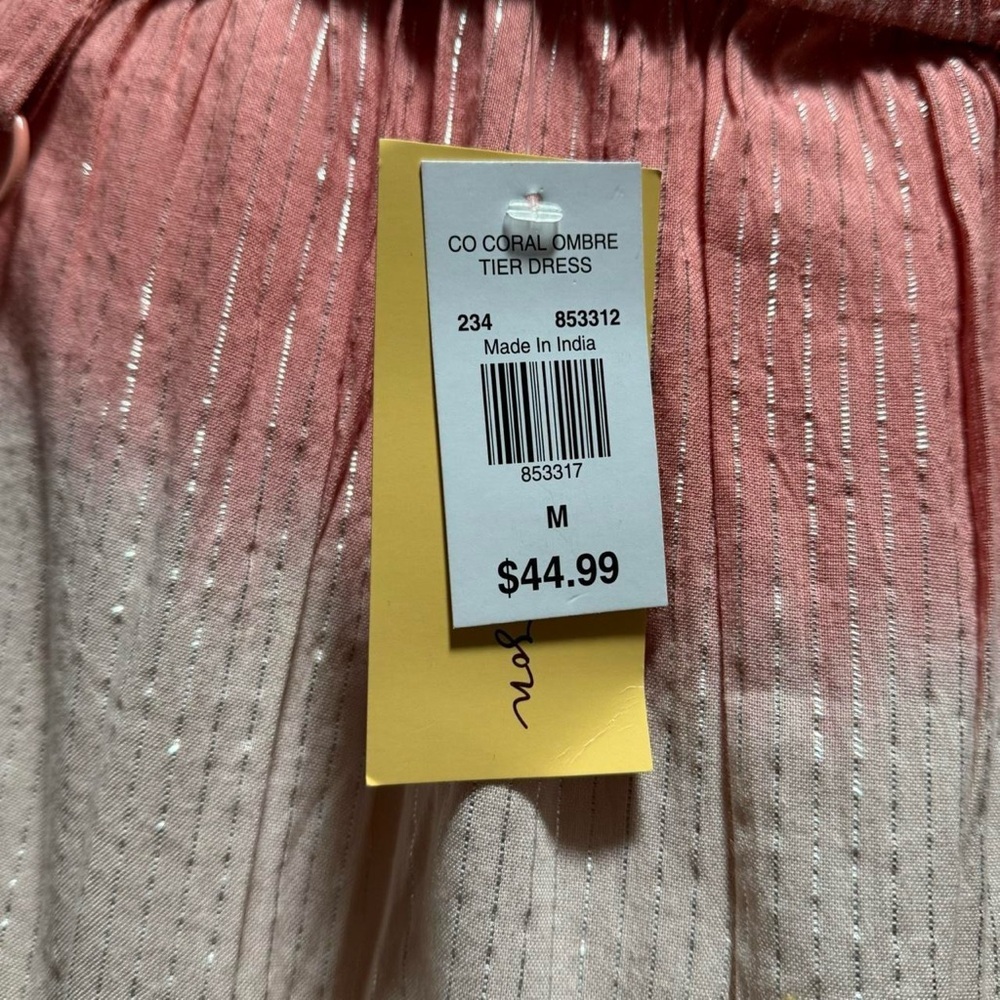 CO CORAL OMBRE
TIER DRESS
234 853312
Made In India
853317
M
$44.99